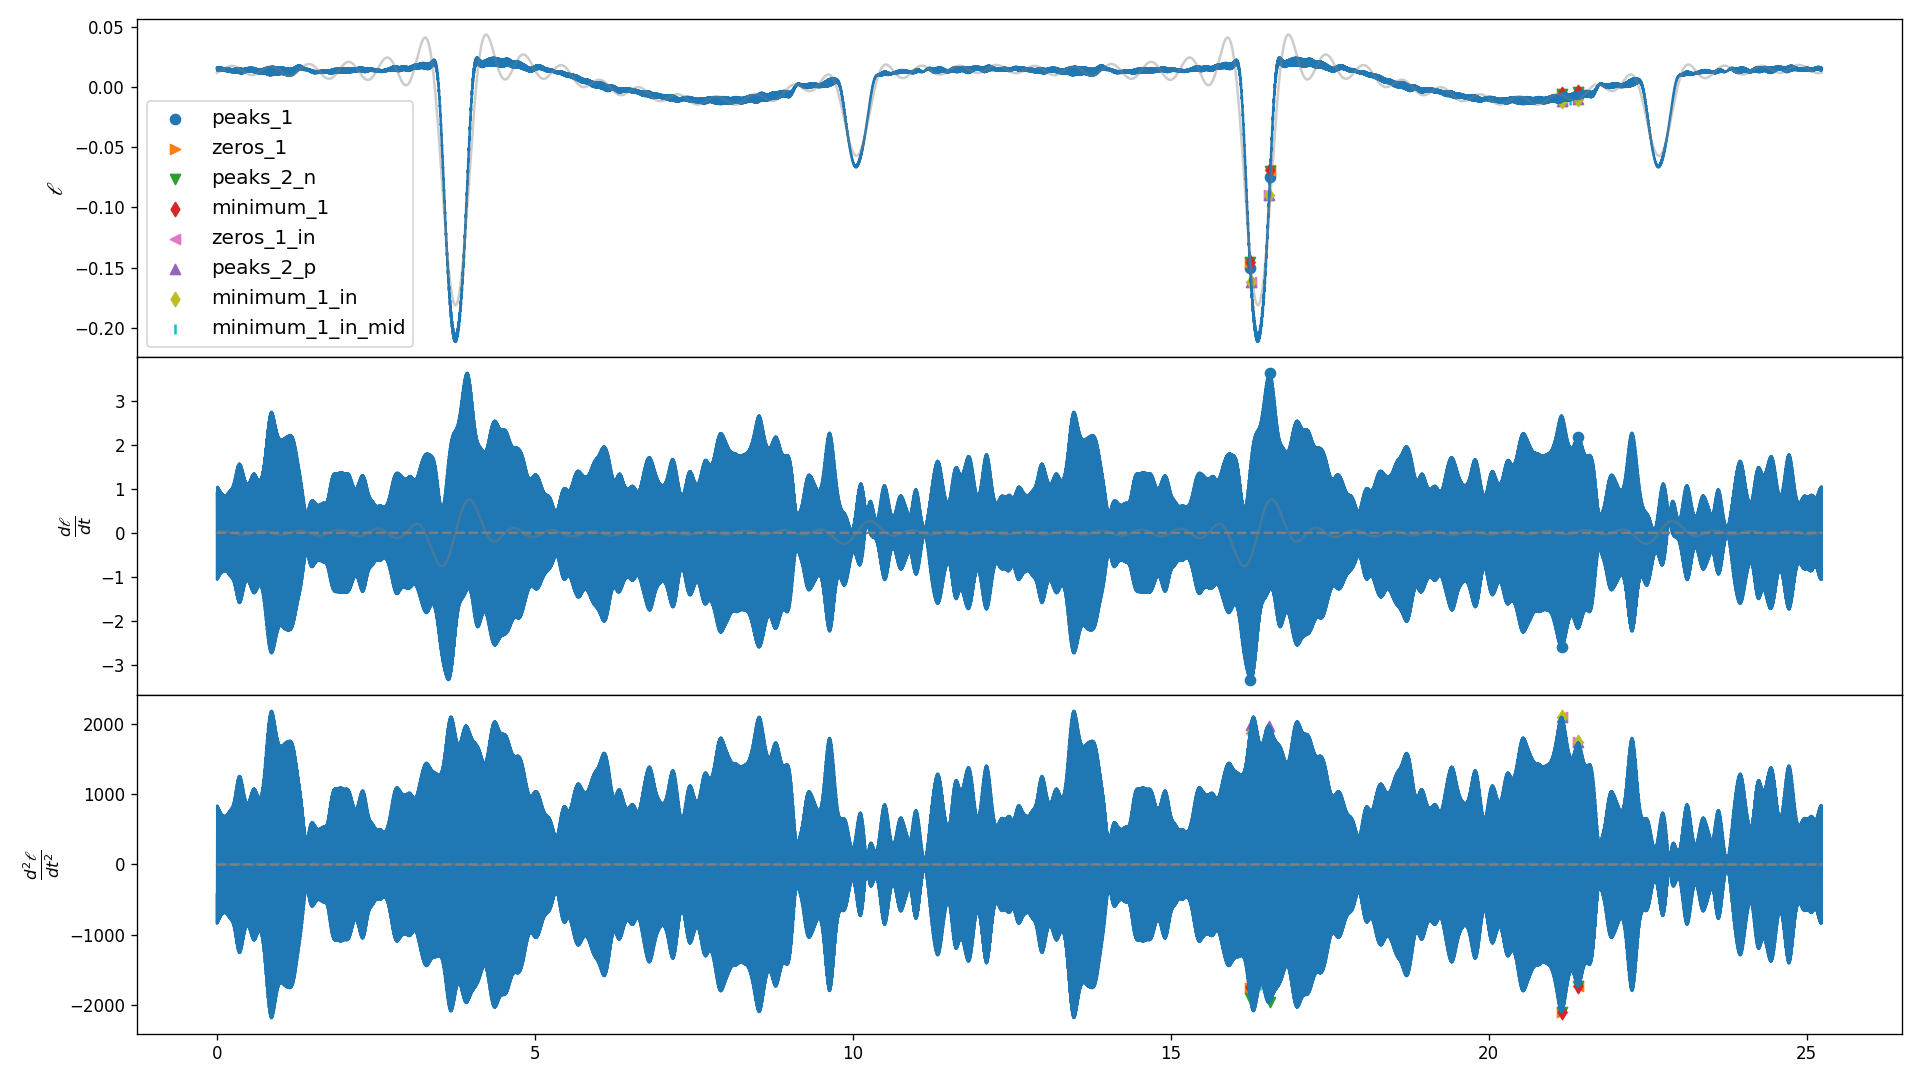 0.05
0.00
−0.05
−0.10
−0.15
−0.20
ℓ
peaks_1
zeros_1
peaks_2_n
minimum_1
zeros_1_in
peaks_2_p
minimum_1_in
minimum_1_in_mid
3
2
1
0
−1
−2
−3
dℓ
dt
2000
1000
0
−1000
−2000
d²ℓ
dt²
0 5 10 15 20 25